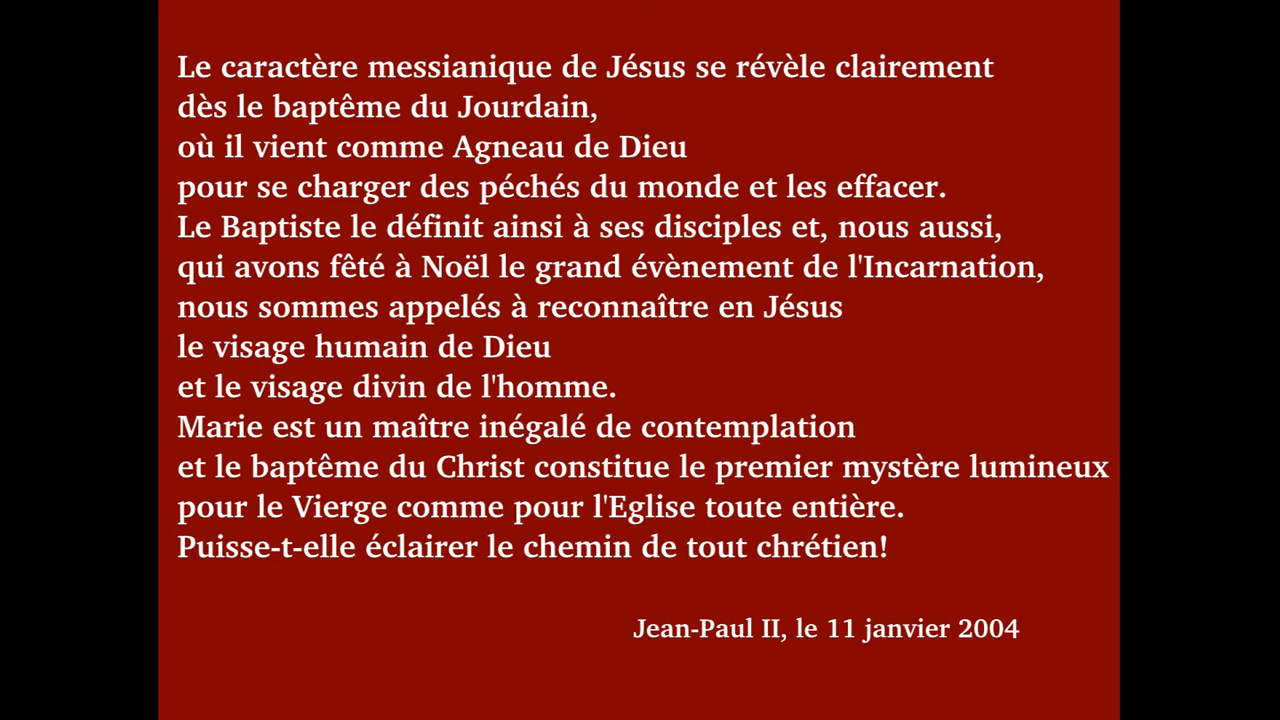 Le caractère messianique de Jésus se révèle clairement
dès le baptême du Jourdain,
où il vient comme Agneau de Dieu
pour se charger des péchés du monde et les effacer.
Le Baptiste le définit ainsi à ses disciples et, nous aussi,
qui avons fêté à Noël le grand évènement de l'Incarnation,
nous sommes appelés à reconnaître en Jésus
le visage humain de Dieu
et le visage divin de l'homme.
Marie est un maître inégalé de contemplation
et le baptême du Christ constitue le premier mystère lumineux
pour le Vierge comme pour l'Eglise toute entière.
Puisse-t-elle éclairer le chemin de tout chrétien!
Jean-Paul II, le 11 janvier 2004